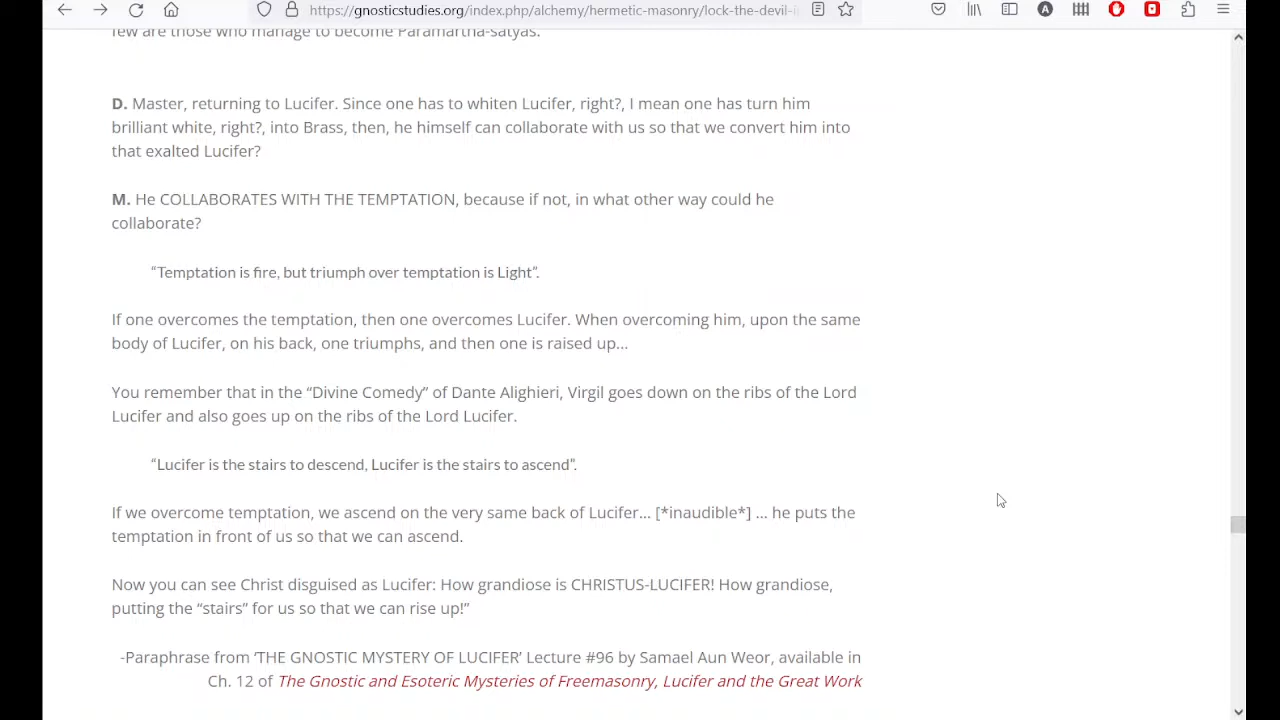 https://gnosticstudies.org/index.php/alchemy/hermetic-masonry/lock-the-devil-i
few are those who manage to become Paramartha-satyas.
D. Master, returning to Lucifer. Since one has to whiten Lucifer, right?, I mean one has turn him
brilliant white, right?, into Brass, then, he himself can collaborate with us so that we convert him into
that exalted Lucifer?
M. He COLLABORATES WITH THE TEMPTATION, because if not, in what other way could he
collaborate?
“Temptation is fire, but triumph over temptation is Light”.
If one overcomes the temptation, then one overcomes Lucifer. When overcoming him, upon the same
body of Lucifer, on his back, one triumphs, and then one is raised up...
You remember that in the “Divine Comedy” of Dante Alighieri, Virgil goes down on the ribs of the Lord
Lucifer and also goes up on the ribs of the Lord Lucifer.
“Lucifer is the stairs to descend, Lucifer is the stairs to ascend”.
If we overcome temptation, we ascend on the very same back of Lucifer... [*inaudible*] ... he puts the
temptation in front of us so that we can ascend.
Now you can see Christ disguised as Lucifer: How grandiose is CHRISTUS-LUCIFER! How grandiose,
putting the “stairs” for us so that we can rise up!”
-Paraphrase from ‘THE GNOSTIC MYSTERY OF LUCIFER’ Lecture #96 by Samael Aun Weor, available in
Ch. 12 of The Gnostic and Esoteric Mysteries of Freemasonry, Lucifer and the Great Work